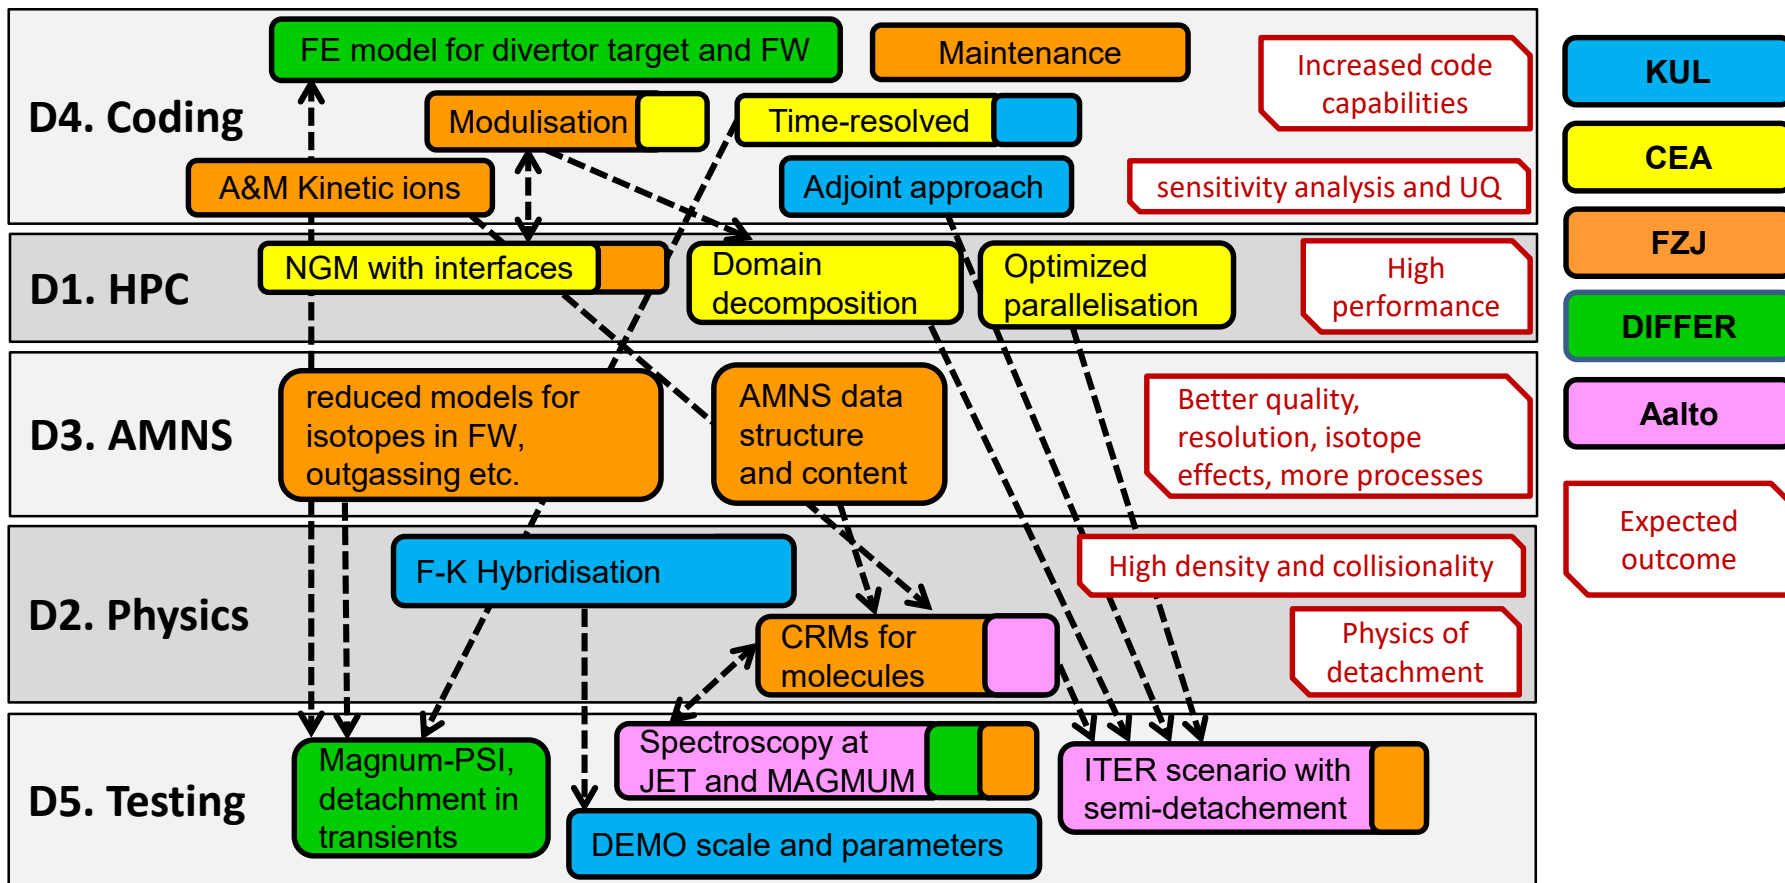 D4. Coding
FE model for divertor target and FW
Maintenance
Modulisation
Time-resolved
A&M Kinetic ions
Adjoint approach
Increased code
capabilities
sensitivity analysis and UQ
D1. HPC
NGM with interfaces
Domain
decomposition
Optimized
parallelisation
High
performance
D3. AMNS
reduced models for
isotopes in FW,
outgassing etc.
AMNS data
structure
and content
Better quality,
resolution, isotope
effects, more processes
D2. Physics
F-K Hybridisation
CRMs for
molecules
High density and collisionality
Physics of
detachment
D5. Testing
Magnum-PSI,
detachment in
transients
Spectroscopy at
JET and MAGMUM
DEMO scale and parameters
ITER scenario with
semi-detachement
KUL
CEA
FZJ
DIFFER
Aalto
Expected
outcome